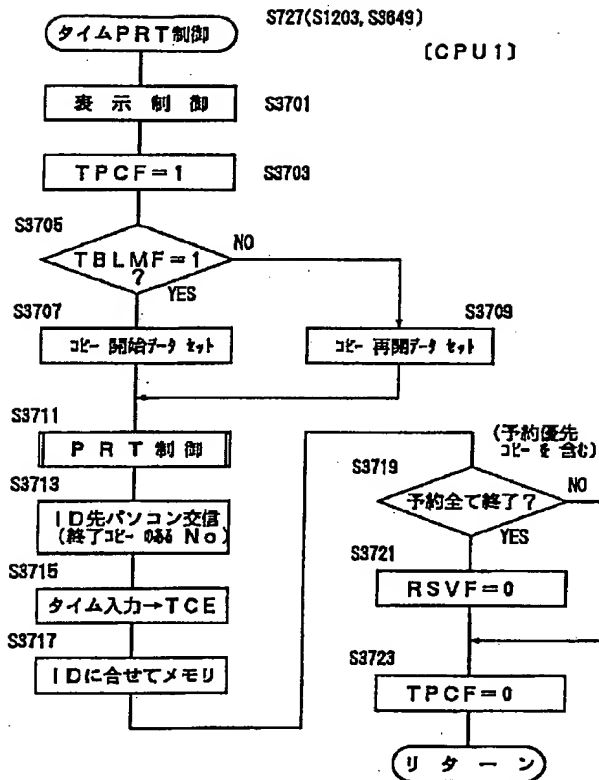 S727(S1203, S3649)
タイムPRT制御
[CPU1]
表示制御
S3701
TPCF=1
S3703
S3705
TBLMF=1
?
NO
YES
S3707
コピー 開始データ セット
S3709
コピー 再開データ セット
S3711
PRT制御
S3713
ID先パソコン交信
(終了コピー のある No)
S3715
タイム入力→TCE
S3717
IDに合せてメモリ
(予約優先
コピー を 含む)
S3719
予約全て終了?
NO
YES
S3721
RSVF=0
S3723
TPCF=0
リターン